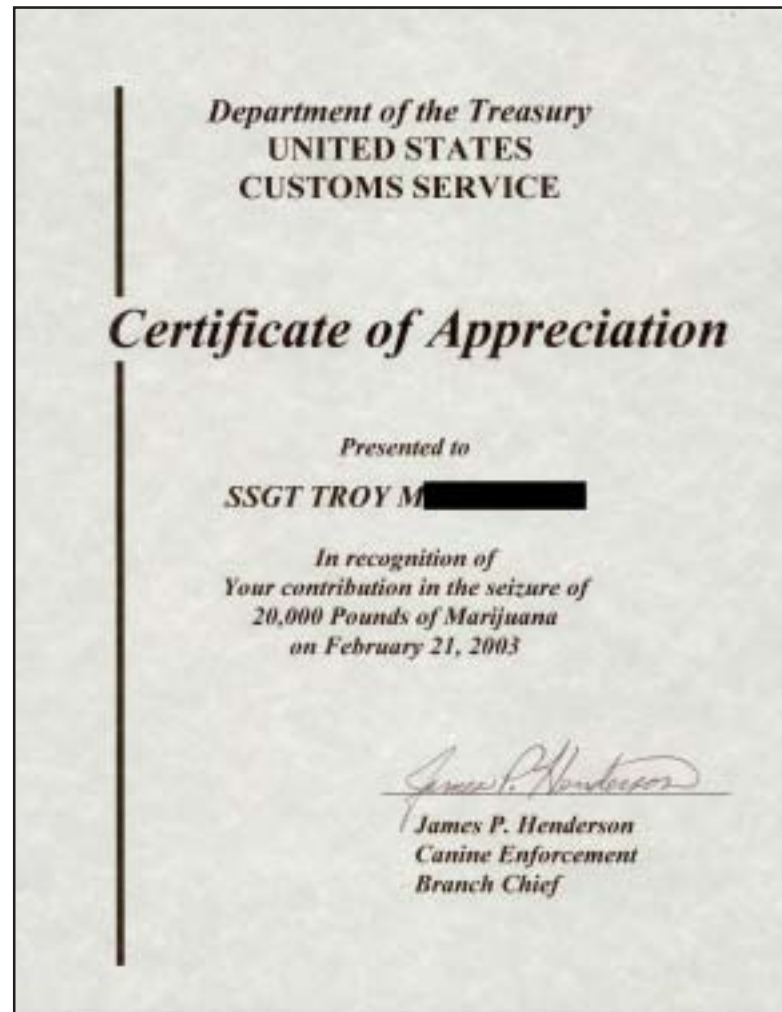 Department of the Treasury
UNITED STATES
CUSTOMS SERVICE
Certificate of Appreciation
Presented to
SSGT TROY M
In recognition of
Your contribution in the seizure of
20,000 Pounds of Marijuana
on February 21, 2003
James P. Henderson
James P. Henderson
Canine Enforcement
Branch Chief